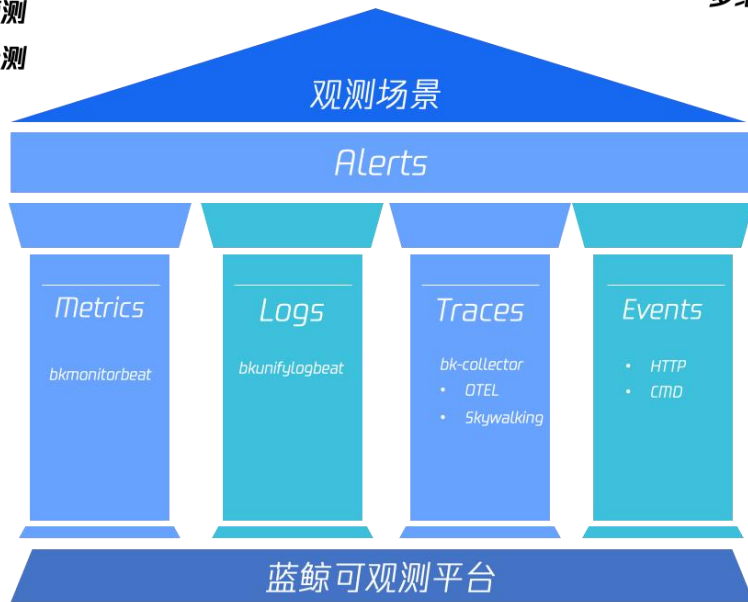 测
测
观测场景
Alerts
Metrics
bkmonitorbeat
Logs
bkunifylogbeat
Traces
bk-collector
• OTEL
• Skywalking
Events
• HTTP
• CMD
蓝鲸可观测平台